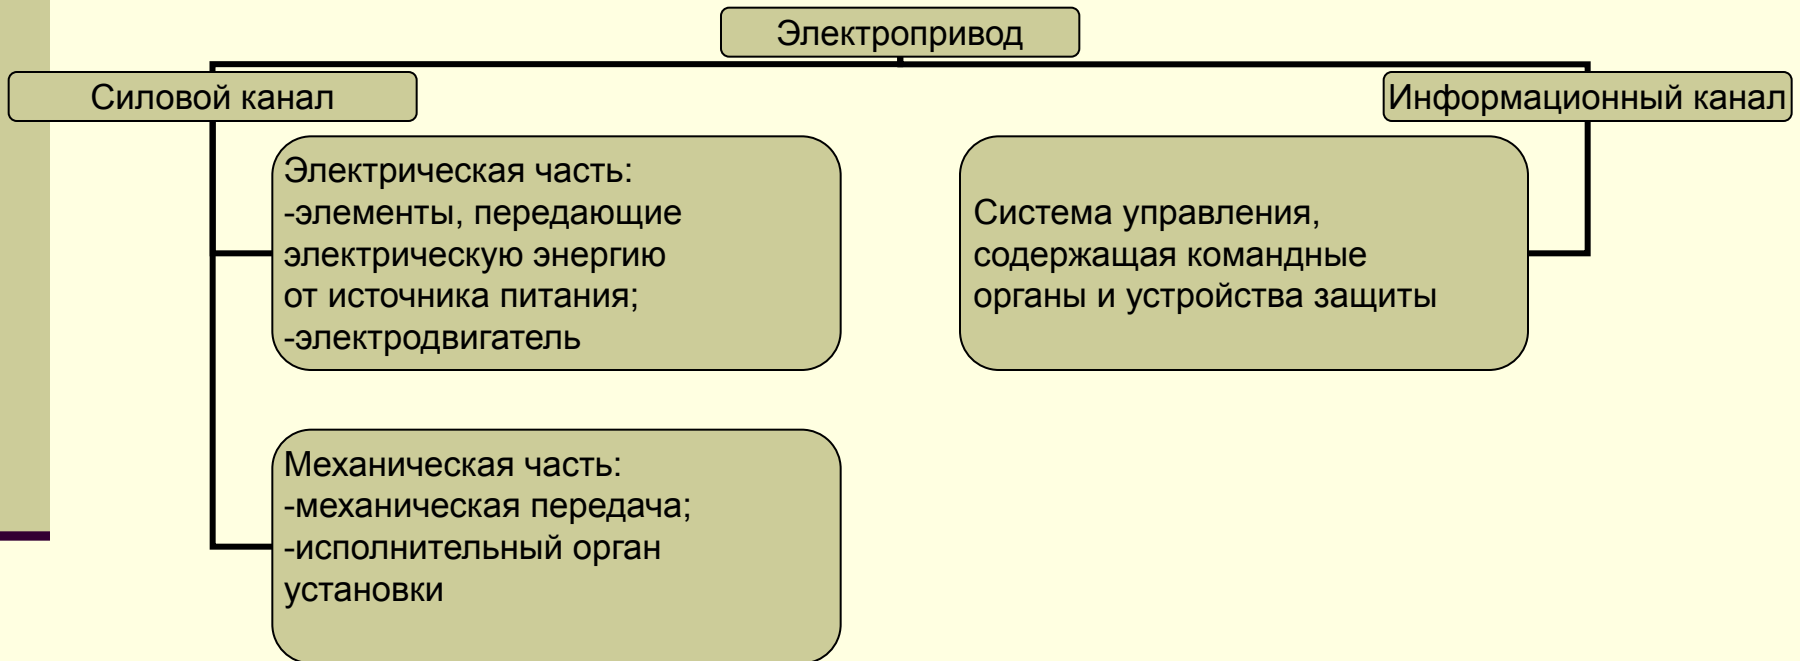 Электропривод
Силовой канал
Информационный канал
Электрическая часть:
-элементы, передающие
электрическую энергию
от источника питания;
-электродвигатель
Система управления,
содержащая командные
органы и устройства защиты
Механическая часть:
-механическая передача;
-исполнительный орган
установки